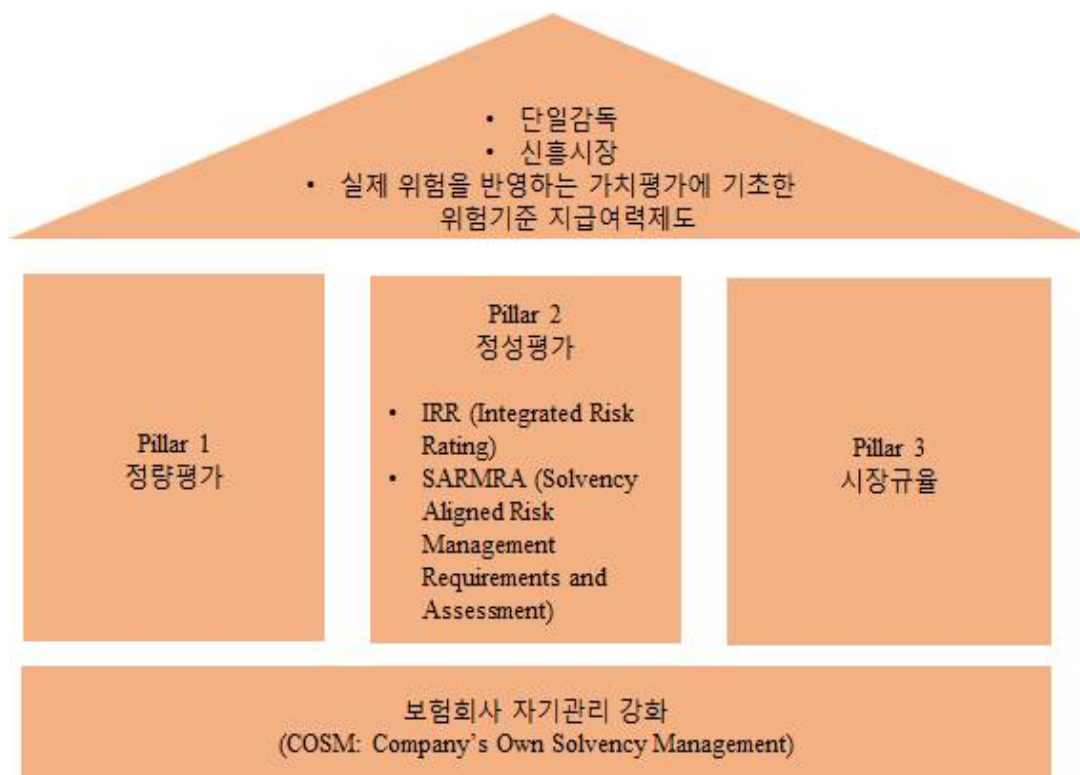 • 단일감독
• 신흥시장
• 실제 위험을 반영하는 가치평가에 기초한
위험기준 지급여력제도
Pillar 1
정량평가
Pillar 2
정성평가
• IRR (Integrated Risk
Rating)
• SARMRA (Solvency
Aligned Risk
Management
Requirements and
Assessment)
Pillar 3
시장규율
보험회사 자기관리 강화
(COSM: Company’s Own Solvency Management)